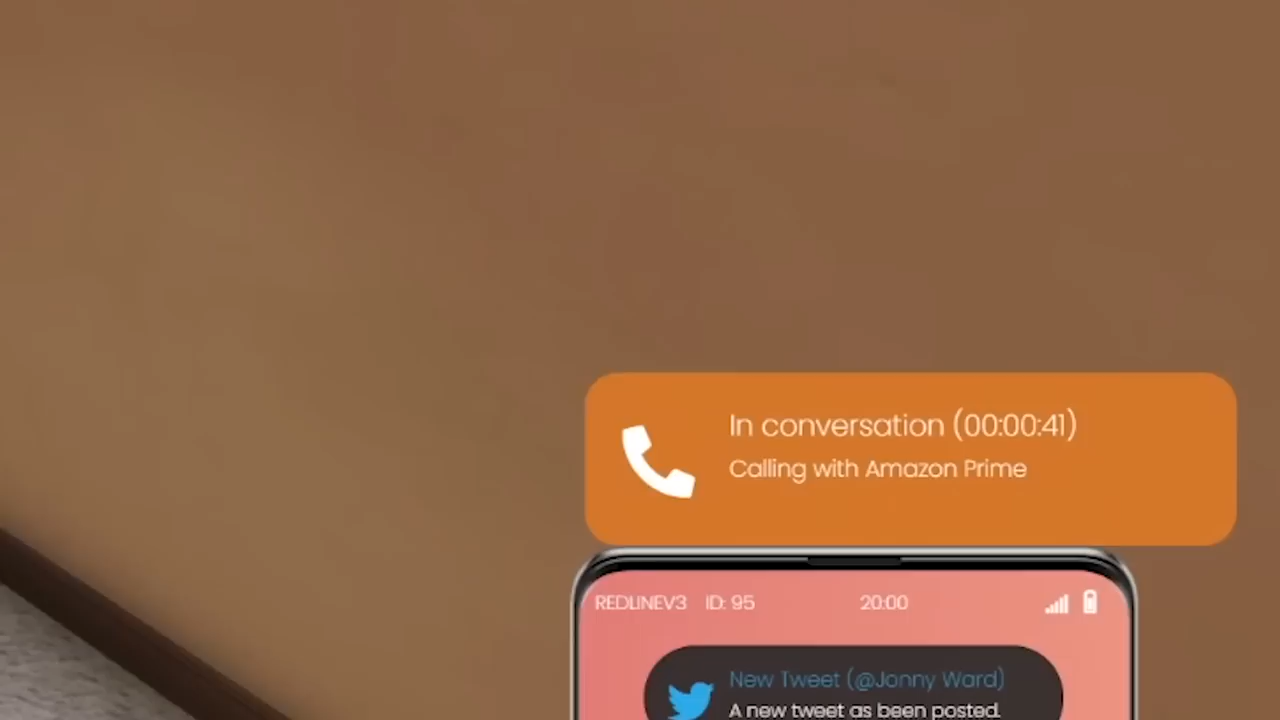 In conversation (00:00:41)
Calling with Amazon Prime
REDLINEV3 ID: 95 20:00
New Tweet (@Jonny Ward)
A new tweet as been posted.